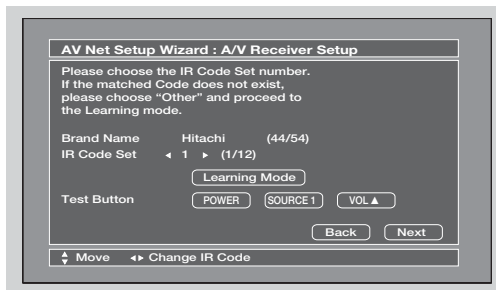 AV Net Setup Wizard : A/V Receiver Setup
Please choose the IR Code Set number.
If the matched Code does not exist,
please choose “Other” and proceed to
the Learning mode.
Brand Name Hitachi (44/54)
IR Code Set ◂ 1 ▸ (1/12)
Learning Mode
Test Button POWER SOURCE 1 VOL ▲
Back Next
Move Change IR Code